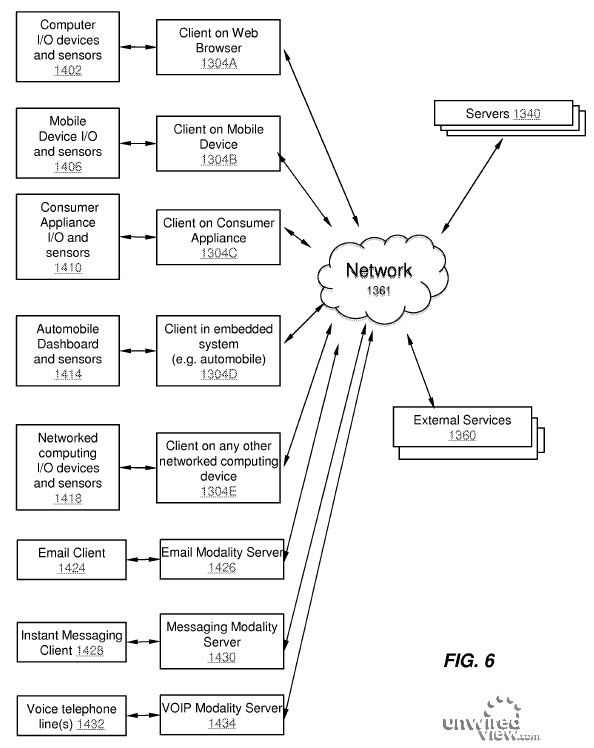 Computer
I/O devices
and sensors
1402
Client on Web
Browser
1304A
Mobile
Device I/O
and sensors
1406
Client on Mobile
Device
1304B
Servers 1340
Consumer
Appliance
I/O and
sensors
1410
Client on Consumer
Appliance
1304C
Network
1361
Automobile
Dashboard
and sensors
1414
Client in embedded
system
(e.g. automobile)
1304D
External Services
1360
Networked
computing
I/O devices
and sensors
1418
Client on any other
networked computing
device
1304E
Email Client
1424
Email Modality Server
1426
Instant Messaging
Client 1428
Messaging Modality
Server
1430
FIG. 6
Voice telephone
line(s) 1432
VOIP Modality Server
1434
unwired
view.com